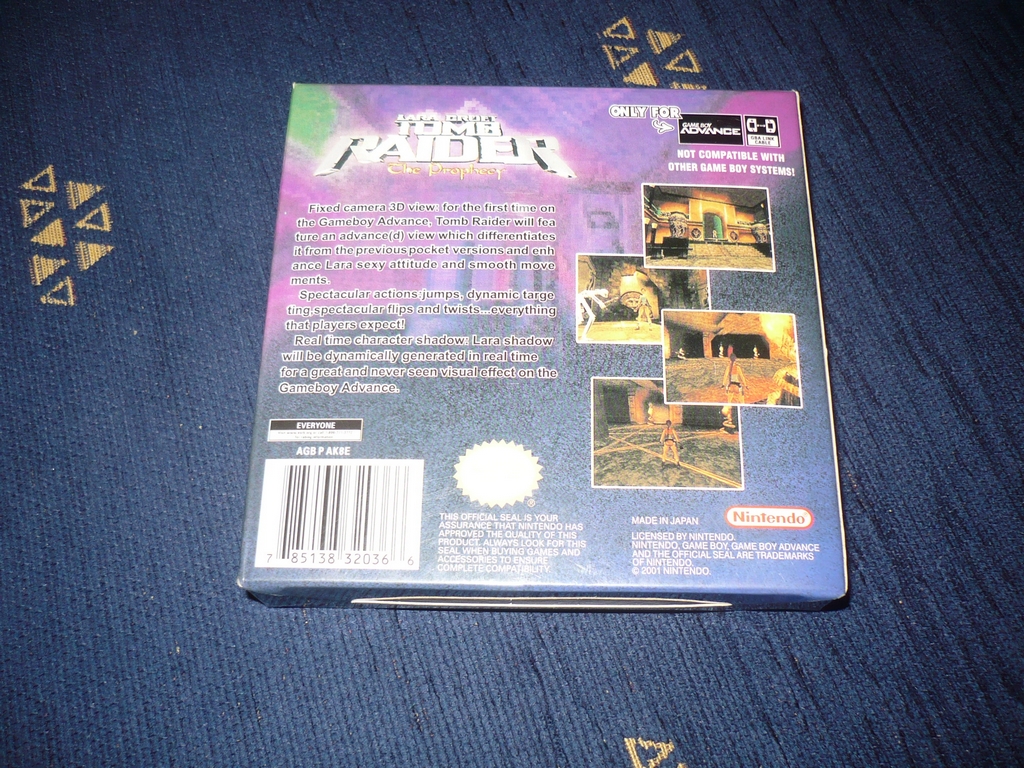 LARA CROFT
TOMB
RAIDER
The Prophecy
ONLY FOR
GAME BOY
ADVANCE
GBA LINK
CABLE
NOT COMPATIBLE WITH
OTHER GAME BOY SYSTEMS!
Fixed camera 3D view: for the first time on
the Gameboy Advance, Tomb Raider will fea
ture an advance(d) view which differentiates
it from the previous pocket versions and enh
ance Lara sexy attitude and smooth move
ments.
Spectacular actions:jumps, dynamic targe
ting,spectacular flips and twists...everything
that players expect!
Real time character shadow: Lara shadow
will be dynamically generated in real time
for a great and never seen visual effect on the
Gameboy Advance.
EVERYONE
AGB P AK8E
7 85138 32036 6
THIS OFFICIAL SEAL IS YOUR
ASSURANCE THAT NINTENDO HAS
APPROVED THE QUALITY OF THIS
PRODUCT. ALWAYS LOOK FOR THIS
SEAL WHEN BUYING GAMES AND
ACCESSORIES TO ENSURE
COMPLETE COMPATIBILITY.
MADE IN JAPAN
Nintendo
LICENSED BY NINTENDO.
NINTENDO, GAME BOY, GAME BOY ADVANCE
AND THE OFFICIAL SEAL ARE TRADEMARKS
OF NINTENDO.
© 2001 NINTENDO.